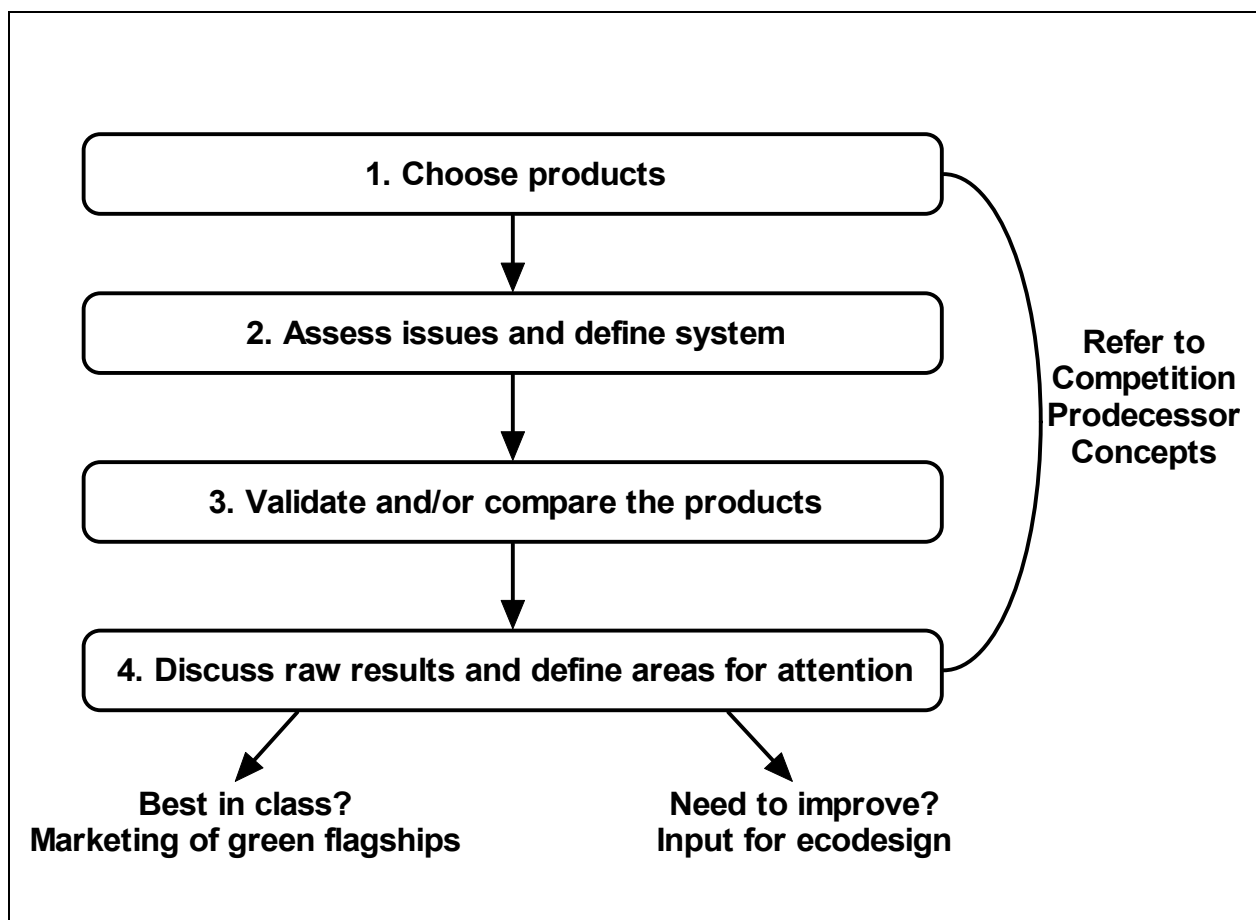 1. Choose products
2. Assess issues and define system
3. Validate and/or compare the products
4. Discuss raw results and define areas for attention
Refer to
Competition
Prodecessor
Concepts
Best in class?
Marketing of green flagships
Need to improve?
Input for ecodesign